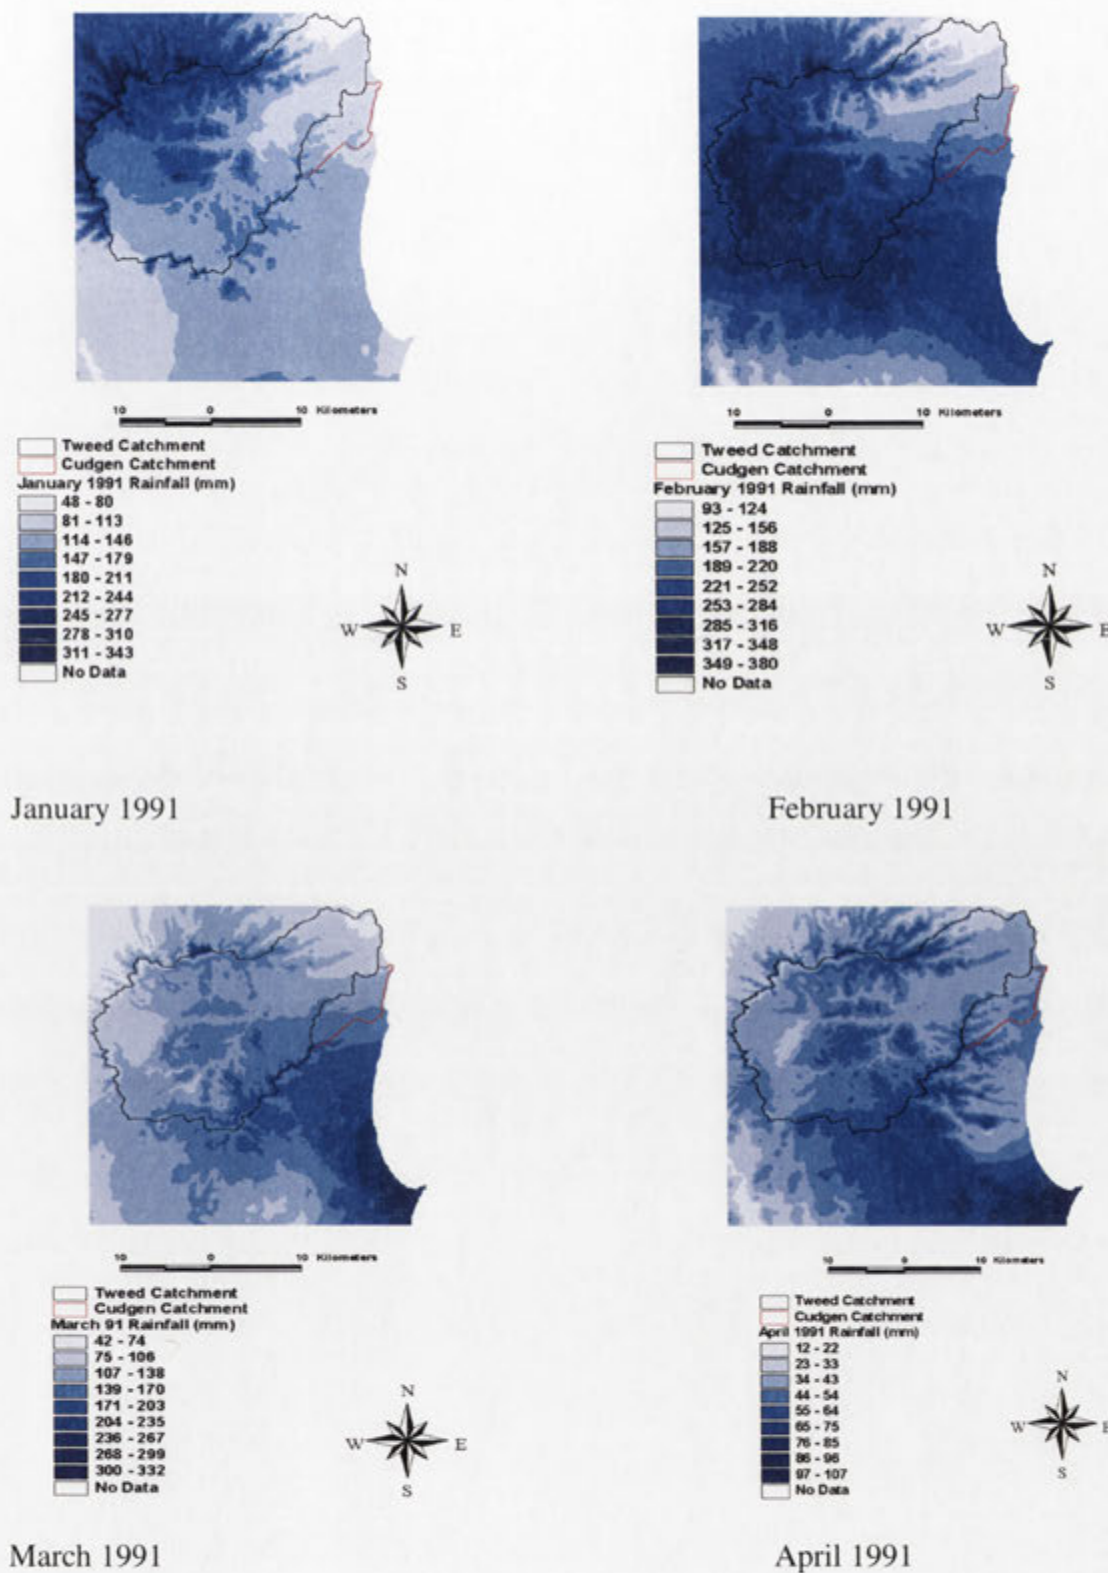 10 0 10 Kilometers
Tweed Catchment
Cudgen Catchment
January 1991 Rainfall (mm)
48 - 80
81 - 113
114 - 146
147 - 179
180 - 211
212 - 244
245 - 277
278 - 310
311 - 343
No Data
N
W E
S
January 1991
10 0 10 Kilometers
Tweed Catchment
Cudgen Catchment
February 1991 Rainfall (mm)
93 - 124
125 - 156
157 - 188
189 - 220
221 - 252
253 - 284
285 - 316
317 - 348
349 - 380
No Data
N
W E
S
February 1991
10 0 10 Kilometers
Tweed Catchment
Cudgen Catchment
March 91 Rainfall (mm)
42 - 74
75 - 106
107 - 138
139 - 170
171 - 203
204 - 235
236 - 267
268 - 299
300 - 332
No Data
N
W E
S
March 1991
10 0 10 Kilometers
Tweed Catchment
Cudgen Catchment
April 1991 Rainfall (mm)
12 - 22
23 - 33
34 - 43
44 - 54
55 - 64
65 - 75
76 - 85
86 - 96
97 - 107
No Data
N
W E
S
April 1991